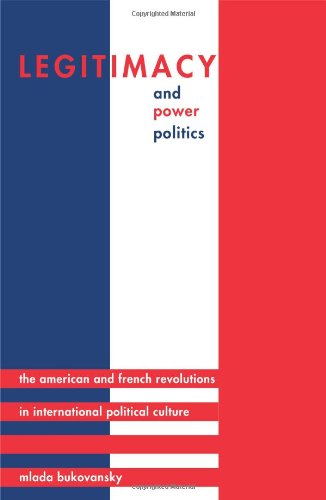 Copyrighted Material
LEGITIMACY
and
power
politics
the american and french revolutions
in international political culture
mlada bukovansky
Copyrighted Material